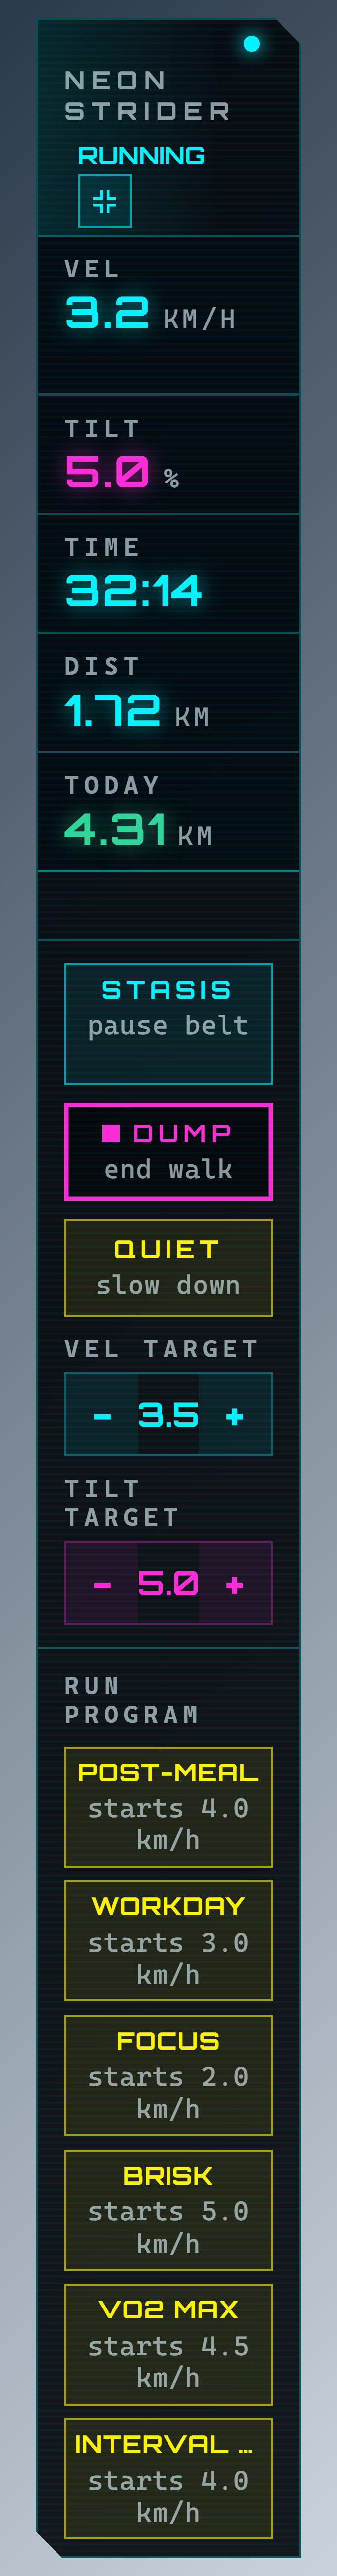 NEON
STRIDER
RUNNING
VEL
3.2 KM/H
TILT
5.0 %
TIME
32:14
DIST
1.72 KM
TODAY
4.31 KM
STASIS
pause belt
DUMP
end walk
QUIET
slow down
VEL TARGET
- 3.5 +
TILT
TARGET
- 5.0 +
RUN
PROGRAM
POST-MEAL
starts 4.0
km/h
WORKDAY
starts 3.0
km/h
FOCUS
starts 2.0
km/h
BRISK
starts 5.0
km/h
VO2 MAX
starts 4.5
km/h
INTERVAL …
starts 4.0
km/h